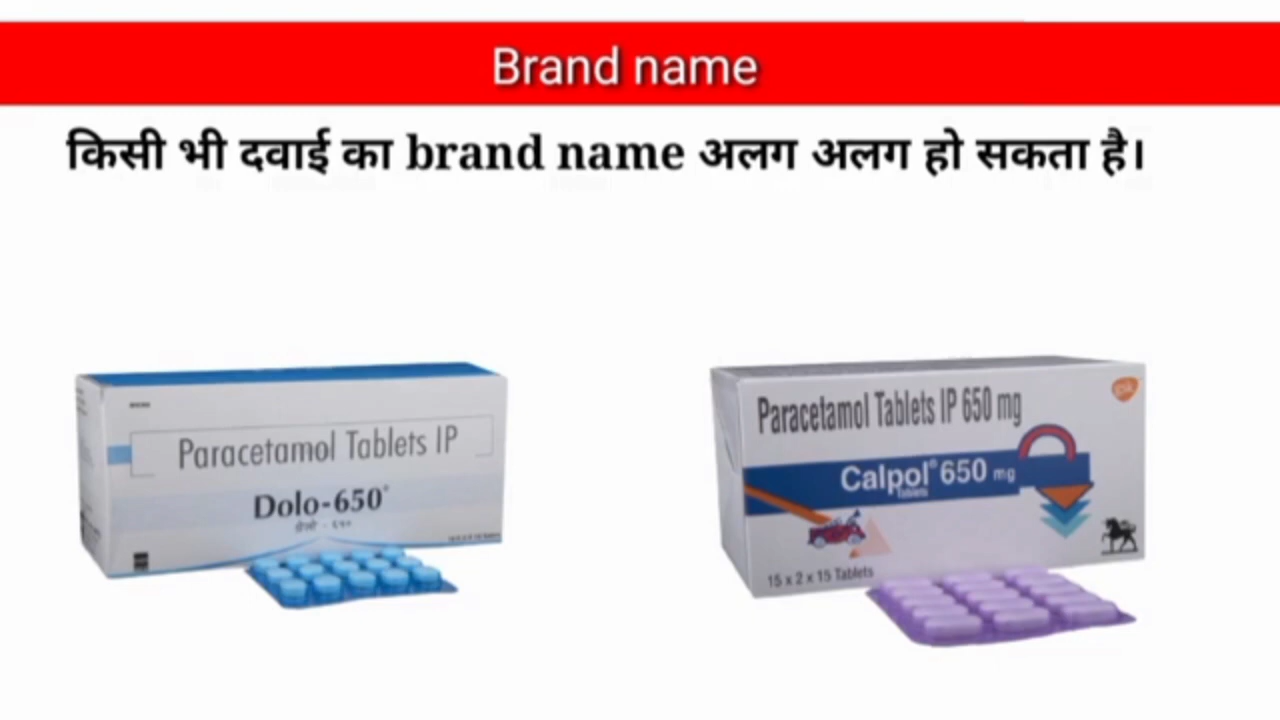 Brand name
किसी भी दवाई का brand name अलग अलग हो सकता है।
Paracetamol Tablets IP
Dolo-650
Paracetamol Tablets IP 650 mg
gsk
Calpol® 650 mg
Tablets
15 x 2 x 15 Tablets